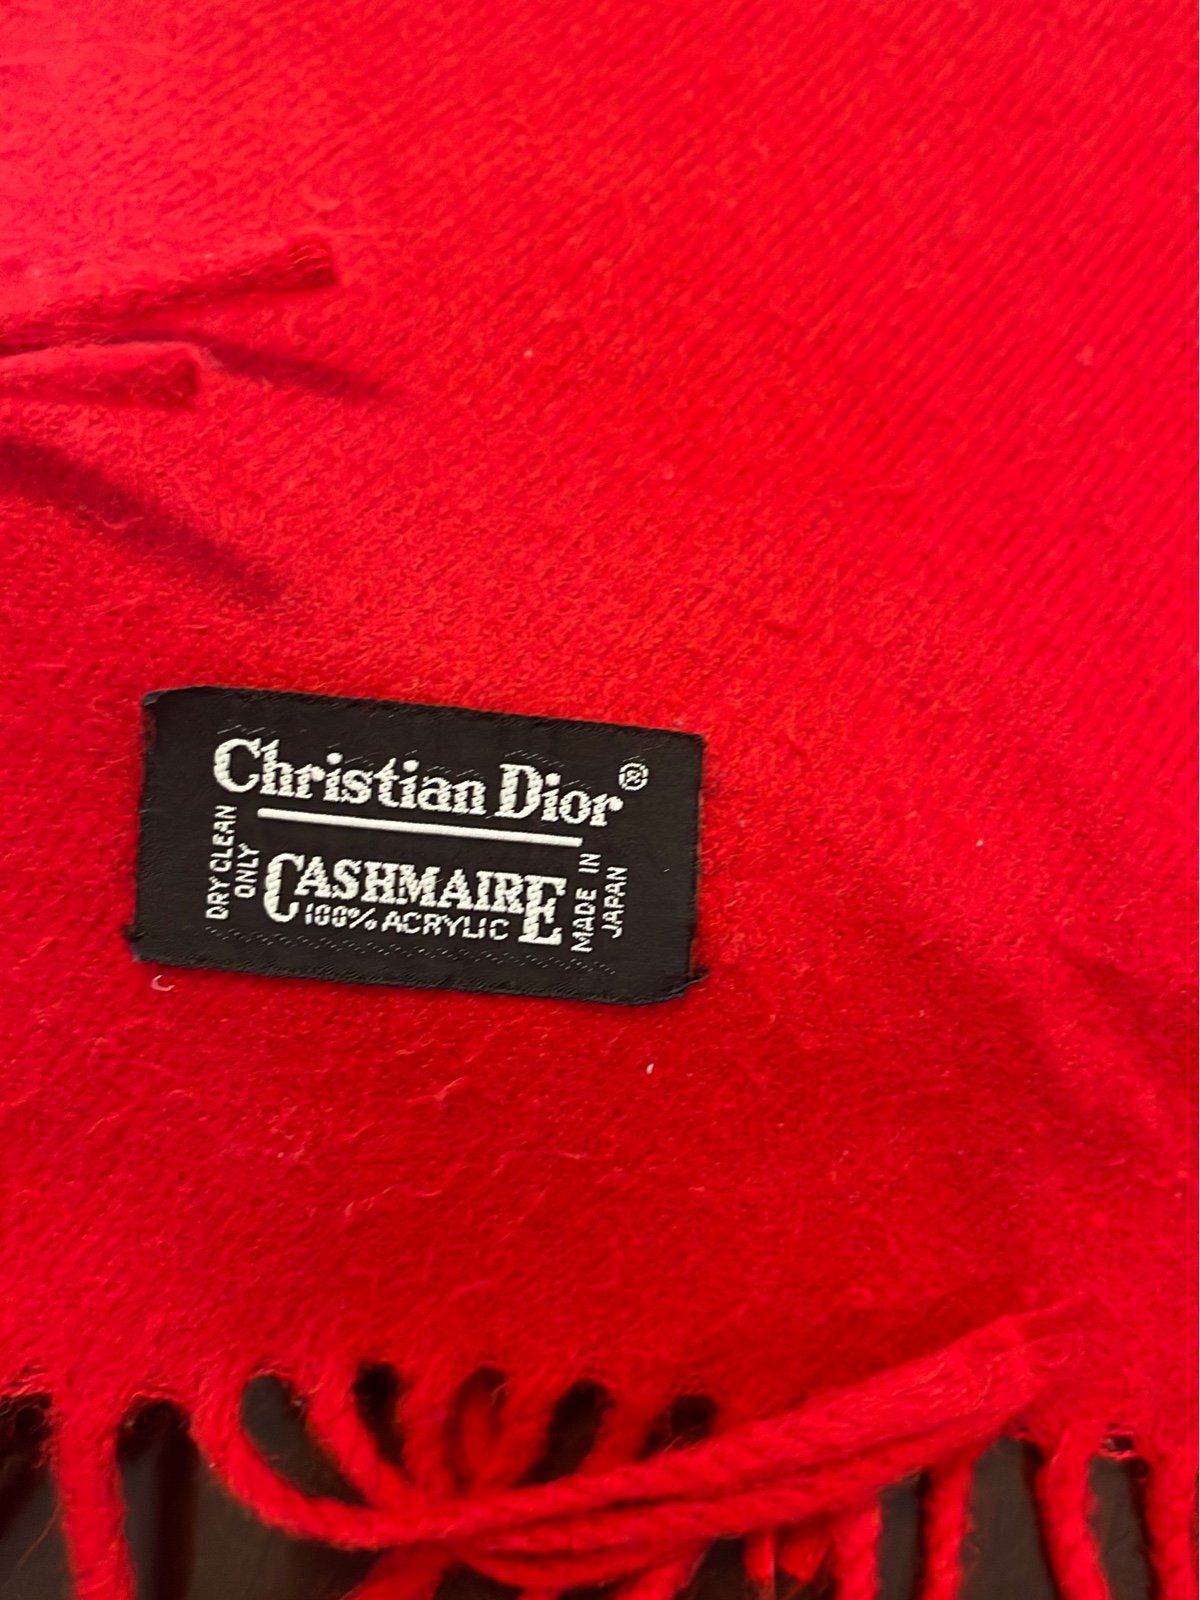 Christian Dior®
DRY CLEAN
ONLY
CASHMAIRE
100% ACRYLIC
MADE IN
JAPAN